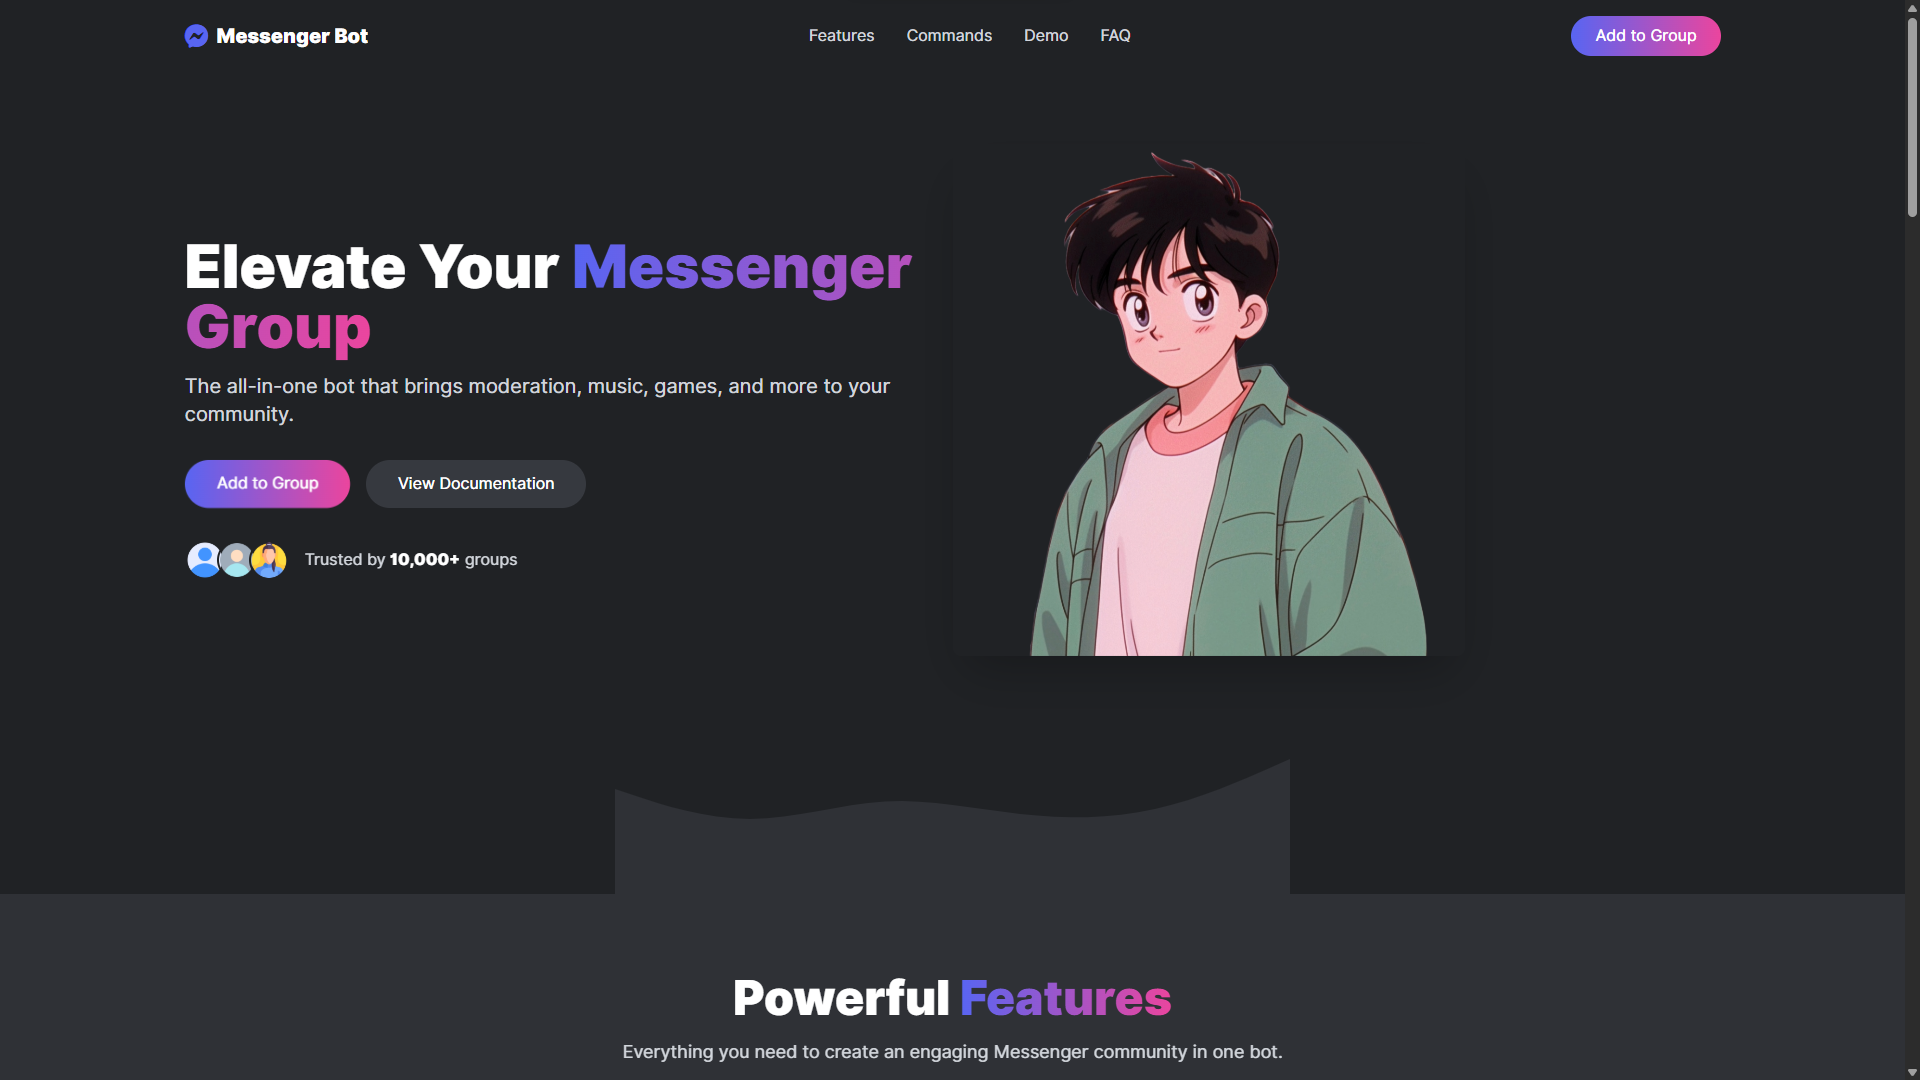 Messenger Bot
Features
Commands
Demo
FAQ
Add to Group
Elevate Your Messenger
Group
The all-in-one bot that brings moderation, music, games, and more to your
community.
Add to Group
View Documentation
Trusted by 10,000+ groups
Powerful Features
Everything you need to create an engaging Messenger community in one bot.